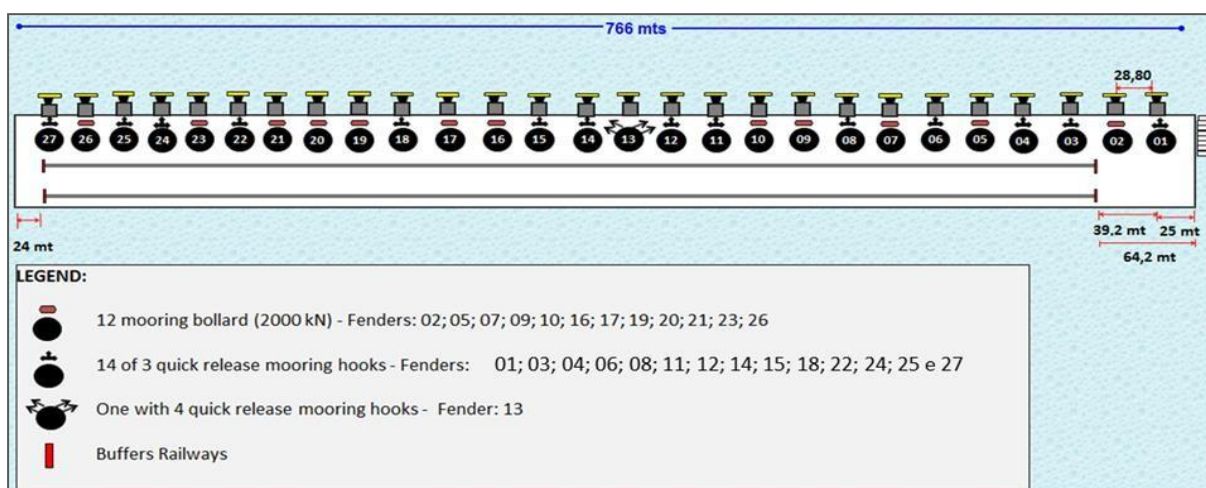 766 mts
28,80
27 26 25 24 23 22 21 20 19 18 17 16 15 14 13 12 11 10 09 08 07 06 05 04 03 02 01
24 mt
39,2 mt 25 mt
64,2 mt
LEGEND:
12 mooring bollard (2000 kN) - Fenders: 02; 05; 07; 09; 10; 16; 17; 19; 20; 21; 23; 26
14 of 3 quick release mooring hooks - Fenders: 01; 03; 04; 06; 08; 11; 12; 14; 15; 18; 22; 24; 25 e 27
One with 4 quick release mooring hooks - Fender: 13
Buffers Railways